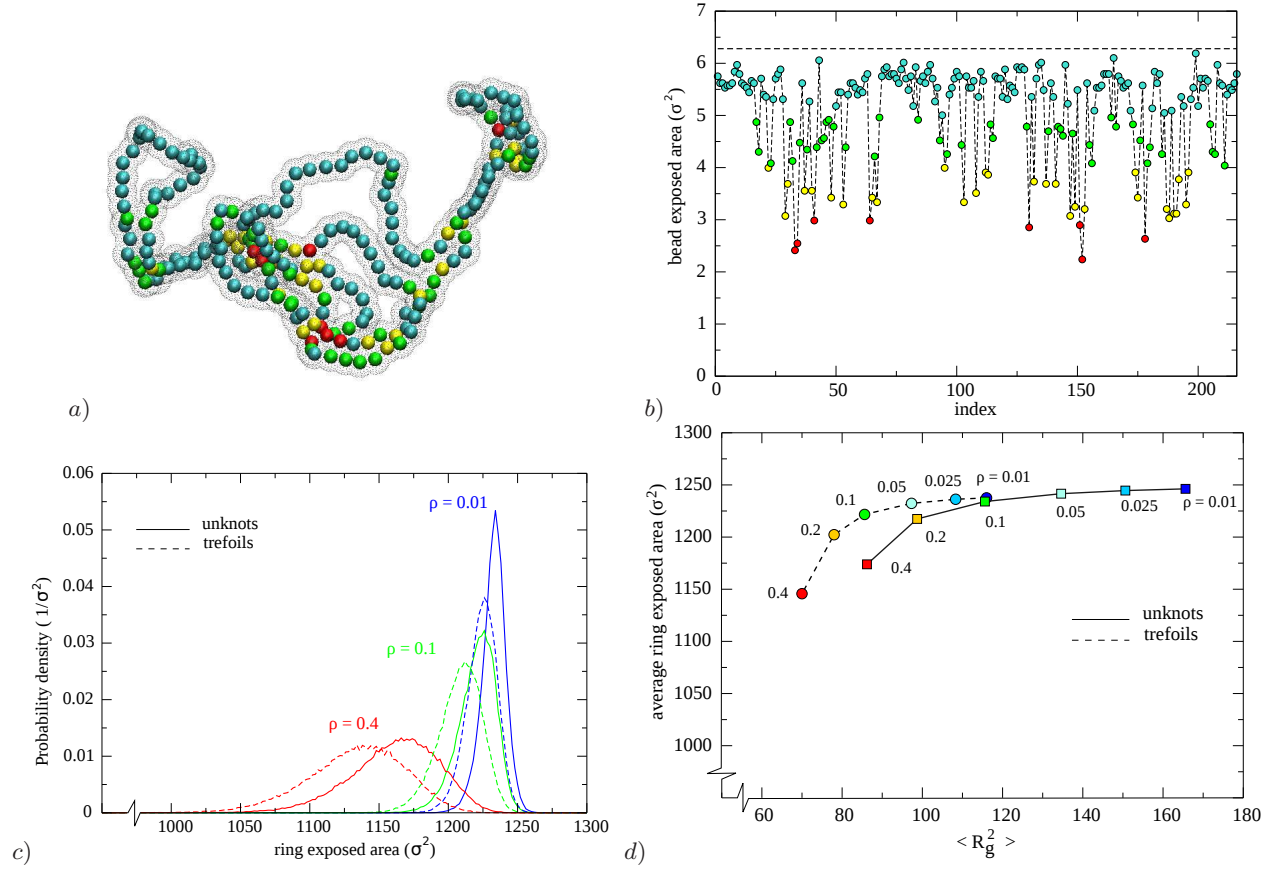 a)
7
6
5
4
3
2
1
0
bead exposed area (σ²)
0
50
100
150
200
index
b)
0.06
0.05
0.04
0.03
0.02
0.01
0
Probability density ( 1/σ²)
ρ = 0.01
unknots
trefoils
ρ = 0.1
ρ = 0.4
1000
1050
1100
1150
1200
1250
1300
ring exposed area (σ²)
c)
1300
1250
1200
1150
1100
1050
1000
average ring exposed area (σ²)
0.4
0.2
0.1
0.05
0.025
ρ = 0.01
0.4
0.2
0.1
0.05
0.025
ρ = 0.01
unknots
trefoils
60
80
100
120
140
160
180
< R_g² >
d)